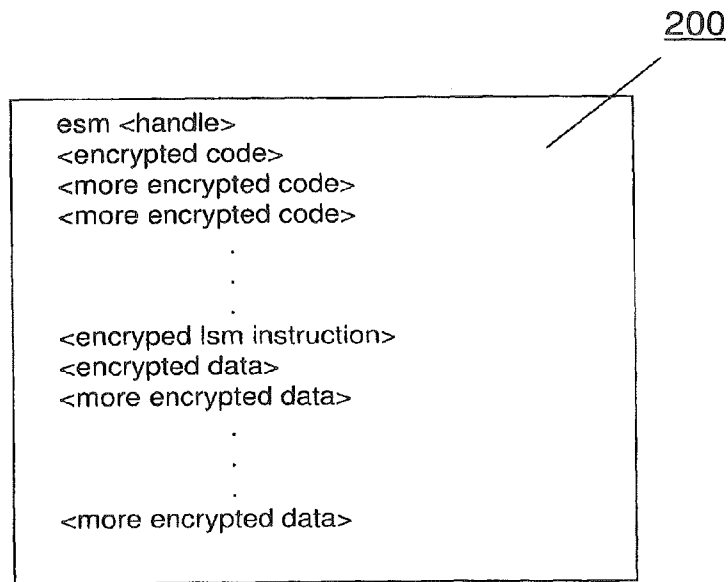 200
esm <handle>
<encrypted code>
<more encrypted code>
<more encrypted code>
.
.
.
<encryped lsm instruction>
<encrypted data>
<more encrypted data>
.
.
.
<more encrypted data>